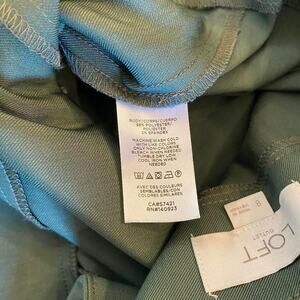 BODY/CORPS/CUERPO
98% POLYESTER/
POLIESTER
2% SPANDEX
MACHINE WASH COLD
WITH LIKE COLORS
ONLY NON-CHLORINE
BLEACH WHEN NEEDED
TUMBLE DRY LOW
COOL IRON WHEN
NEEDED
AVEC DES COULEURS
SEMBLABLES / CON
COLORES SIMILARES
CA#57421
RN#140923
LOFT
OUTLET
8